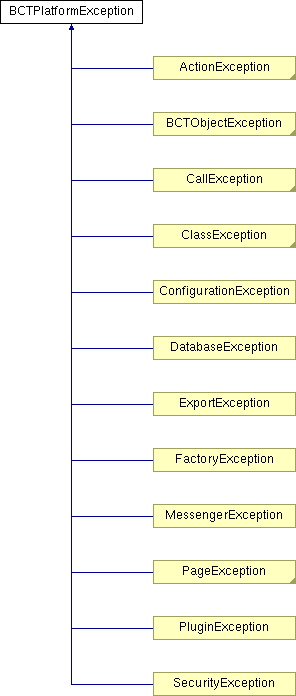 BCTPlatformException
ActionException
BCTObjectException
CallException
ClassException
ConfigurationException
DatabaseException
ExportException
FactoryException
MessengerException
PageException
PluginException
SecurityException